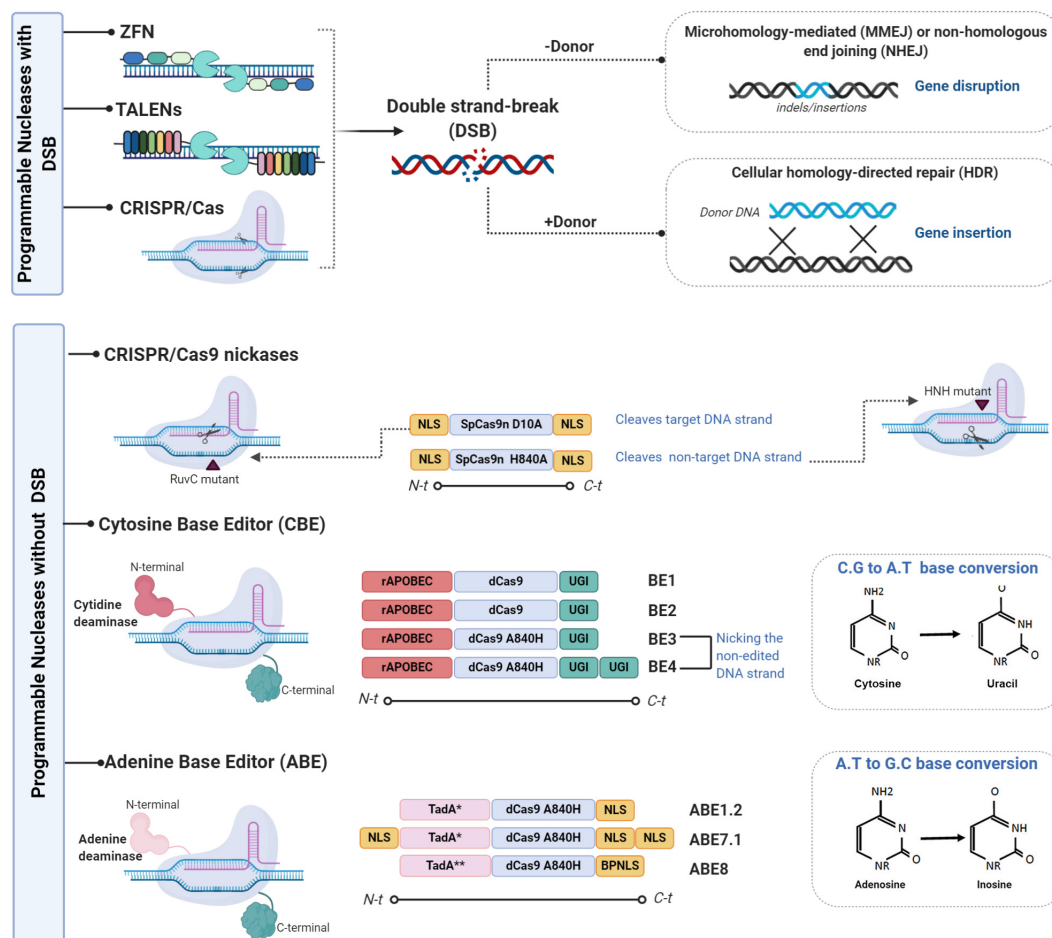 Programmable Nucleases with
DSB
ZFN
TALENs
CRISPR/Cas
Double strand-break
(DSB)
-Donor
+Donor
Microhomology-mediated (MMEJ) or non-homologous
end joining (NHEJ)
Gene disruption
indels/insertions
Cellular homology-directed repair (HDR)
Donor DNA
Gene insertion
Programmable Nucleases without DSB
CRISPR/Cas9 nickases
RuvC mutant
NLS SpCas9n D10A NLS
Cleaves target DNA strand
NLS SpCas9n H840A NLS
Cleaves non-target DNA strand
N-t C-t
HNH mutant
Cytosine Base Editor (CBE)
N-terminal
Cytidine
deaminase
C-terminal
rAPOBEC dCas9 UGI BE1
rAPOBEC dCas9 UGI BE2
rAPOBEC dCas9 A840H UGI BE3
rAPOBEC dCas9 A840H UGI UGI BE4
Nicking the
non-edited
DNA strand
N-t C-t
C.G to A.T base conversion
NH2
N
NR
O
Cytosine
O
NH
NR
O
Uracil
Adenine Base Editor (ABE)
N-terminal
Adenine
deaminase
C-terminal
TadA* dCas9 A840H NLS ABE1.2
NLS TadA* dCas9 A840H NLS NLS ABE7.1
TadA** dCas9 A840H BPNLS ABE8
N-t C-t
A.T to G.C base conversion
NH2
N
NR
O
Adenosine
O
NH
NR
O
Inosine